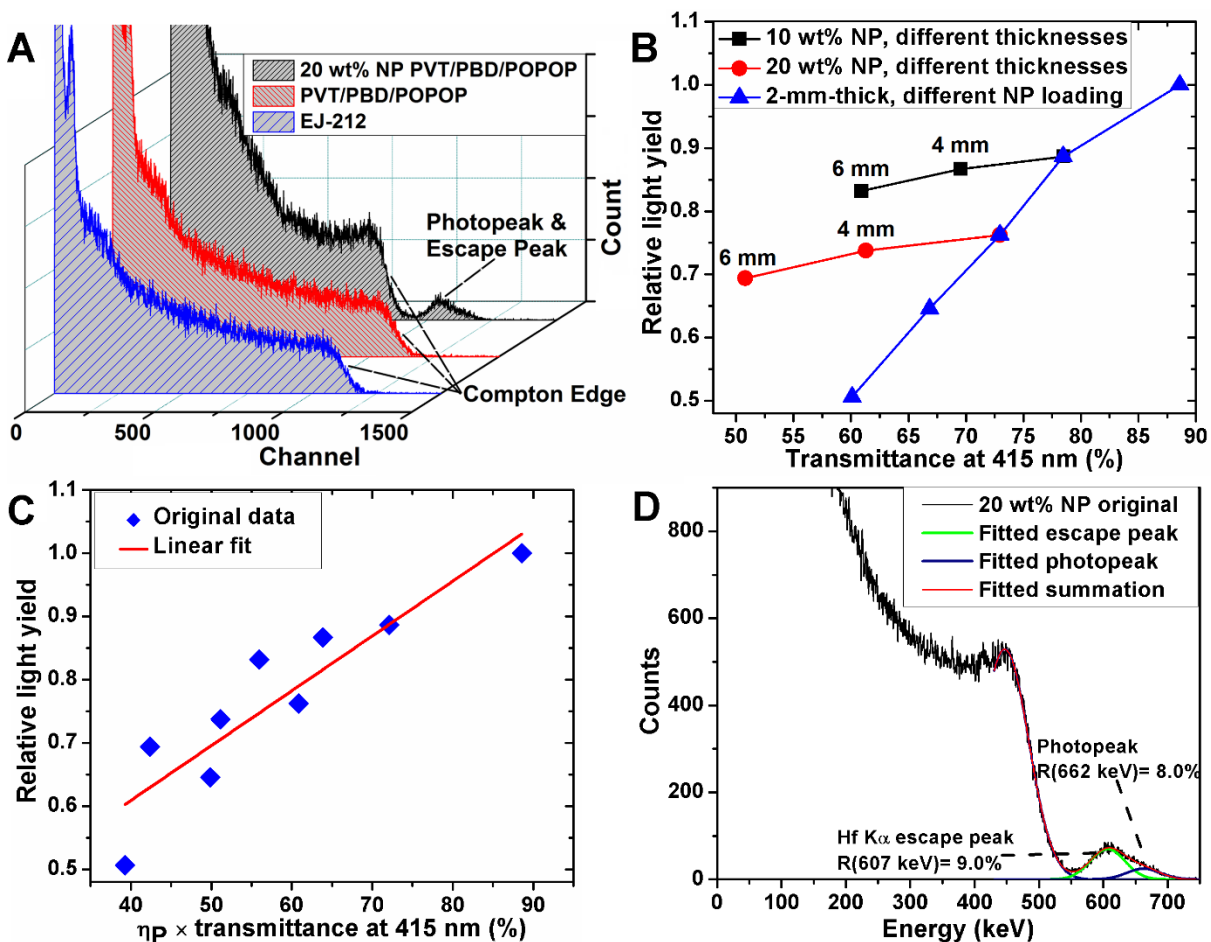 A
20 wt% NP PVT/PBD/POPOP
PVT/PBD/POPOP
EJ-212
Photopeak &
Escape Peak
Compton Edge
Count
0
500
1000
1500
Channel
B
10 wt% NP, different thicknesses
20 wt% NP, different thicknesses
2-mm-thick, different NP loading
6 mm
4 mm
6 mm
4 mm
1.1
1.0
0.9
0.8
0.7
0.6
0.5
Relative light yield
50 55 60 65 70 75 80 85 90
Transmittance at 415 nm (%)
C
Original data
Linear fit
1.1
1.0
0.9
0.8
0.7
0.6
0.5
Relative light yield
40 50 60 70 80 90
ηP × transmittance at 415 nm (%)
D
20 wt% NP original
Fitted escape peak
Fitted photopeak
Fitted summation
Photopeak
R(662 keV)= 8.0%
Hf Kα escape peak
R(607 keV)= 9.0%
800
600
400
200
0
Counts
0 100 200 300 400 500 600 700
Energy (keV)